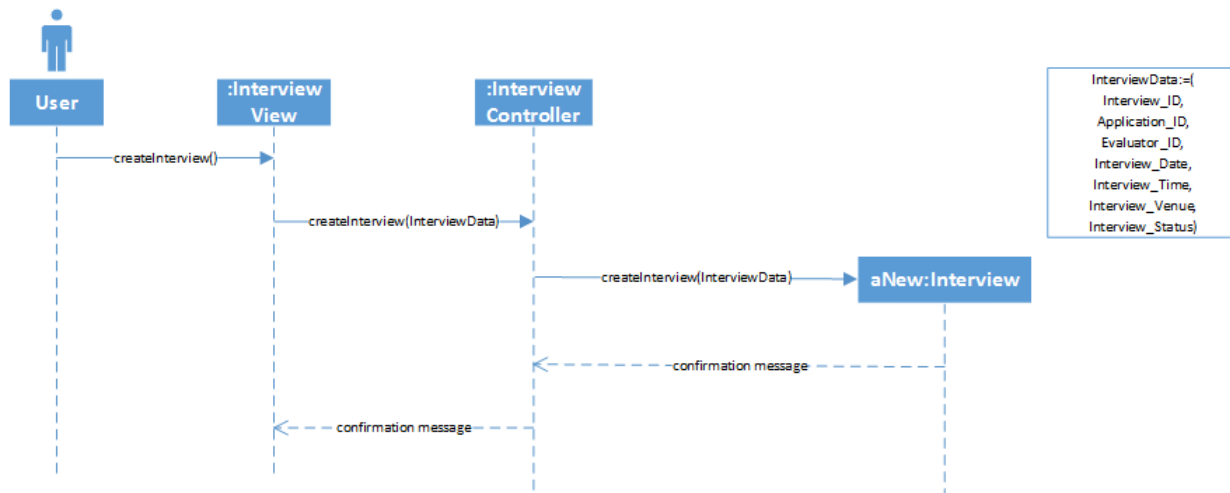 User
:Interview
View
:Interview
Controller
InterviewData:=(
Interview_ID,
Application_ID,
Evaluator_ID,
Interview_Date,
Interview_Time,
Interview_Venue,
Interview_Status)
createInterview()
createInterview(InterviewData)
createInterview(InterviewData)
aNew:Interview
confirmation message
confirmation message